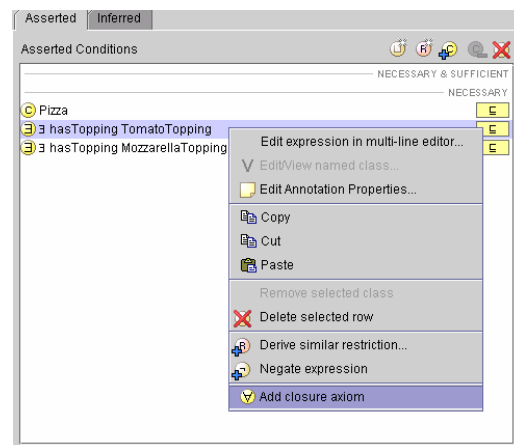 Asserted Inferred
Asserted Conditions
NECESSARY & SUFFICIENT
NECESSARY
C Pizza ⊑
∃ ∃ hasTopping TomatoTopping ⊑
∃ ∃ hasTopping MozzarellaTopping ⊑
Edit expression in multi-line editor...
Edit/View named class...
Edit Annotation Properties...
Copy
Cut
Paste
Remove selected class
Delete selected row
R Derive similar restriction...
Negate expression
∀ Add closure axiom